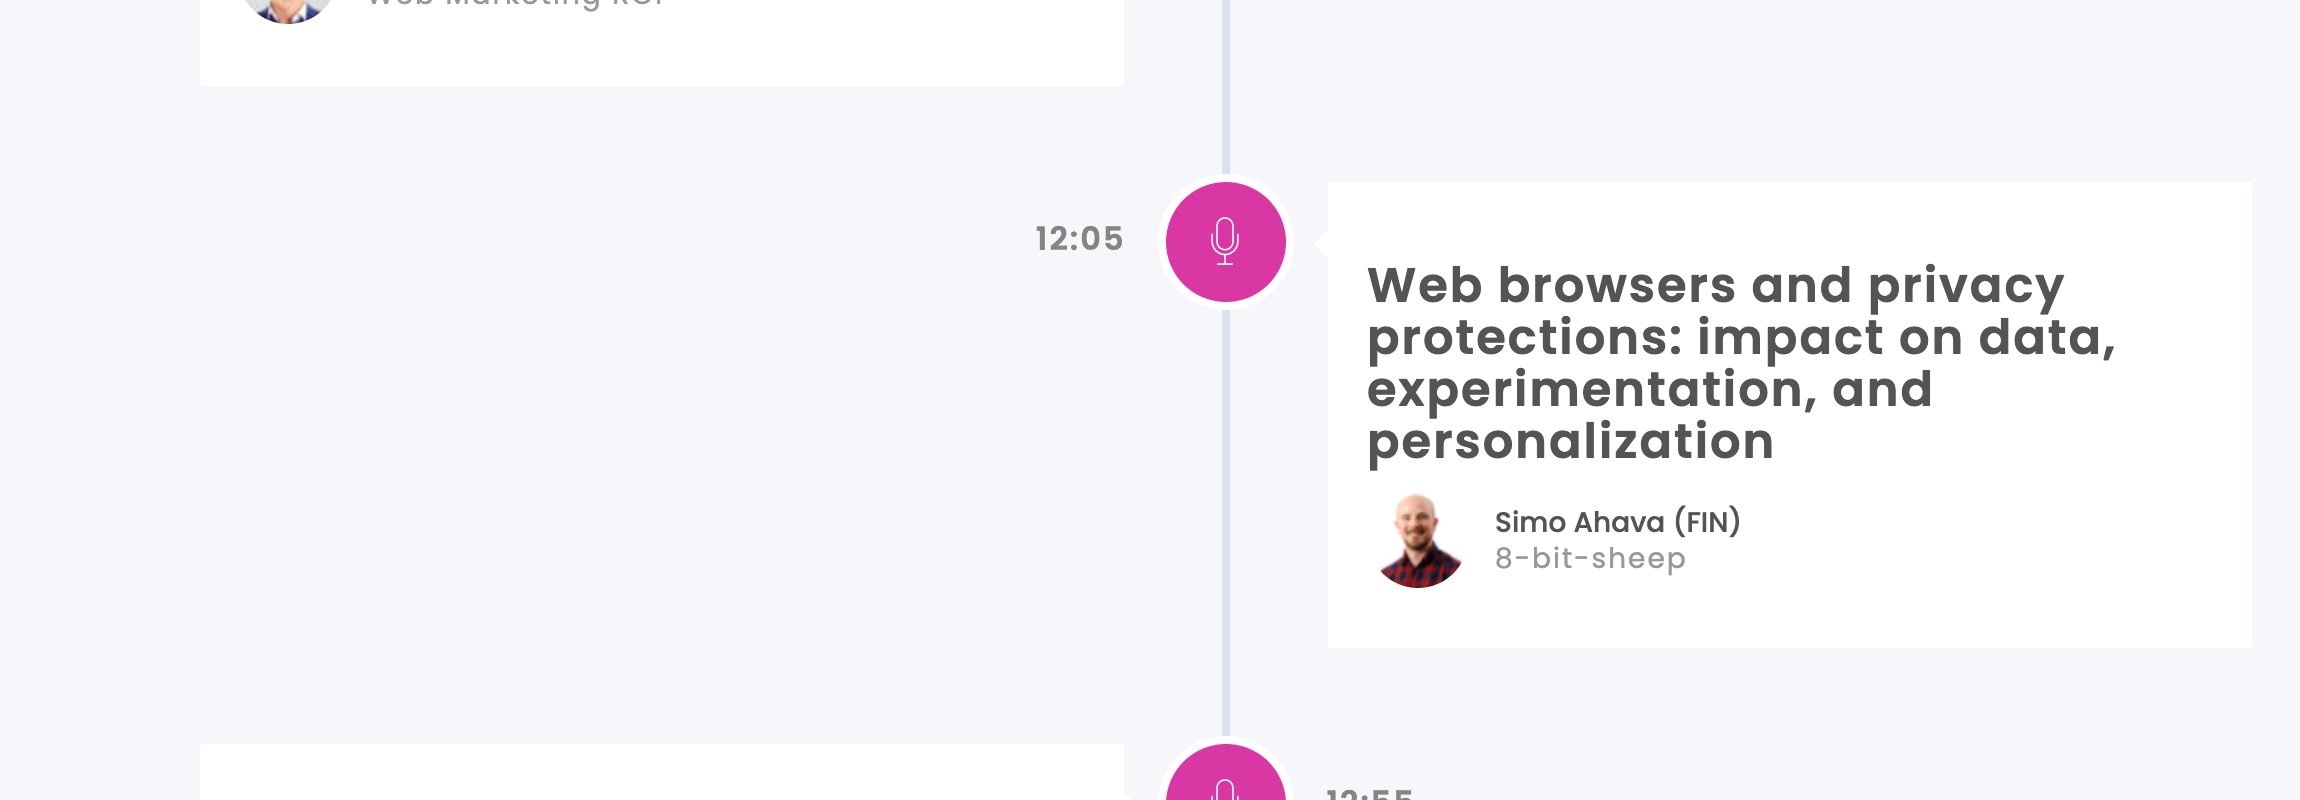 Web Marketing ROI
12:05
Web browsers and privacy
protections: impact on data,
experimentation, and
personalization
Simo Ahava (FIN)
8-bit-sheep
12:55